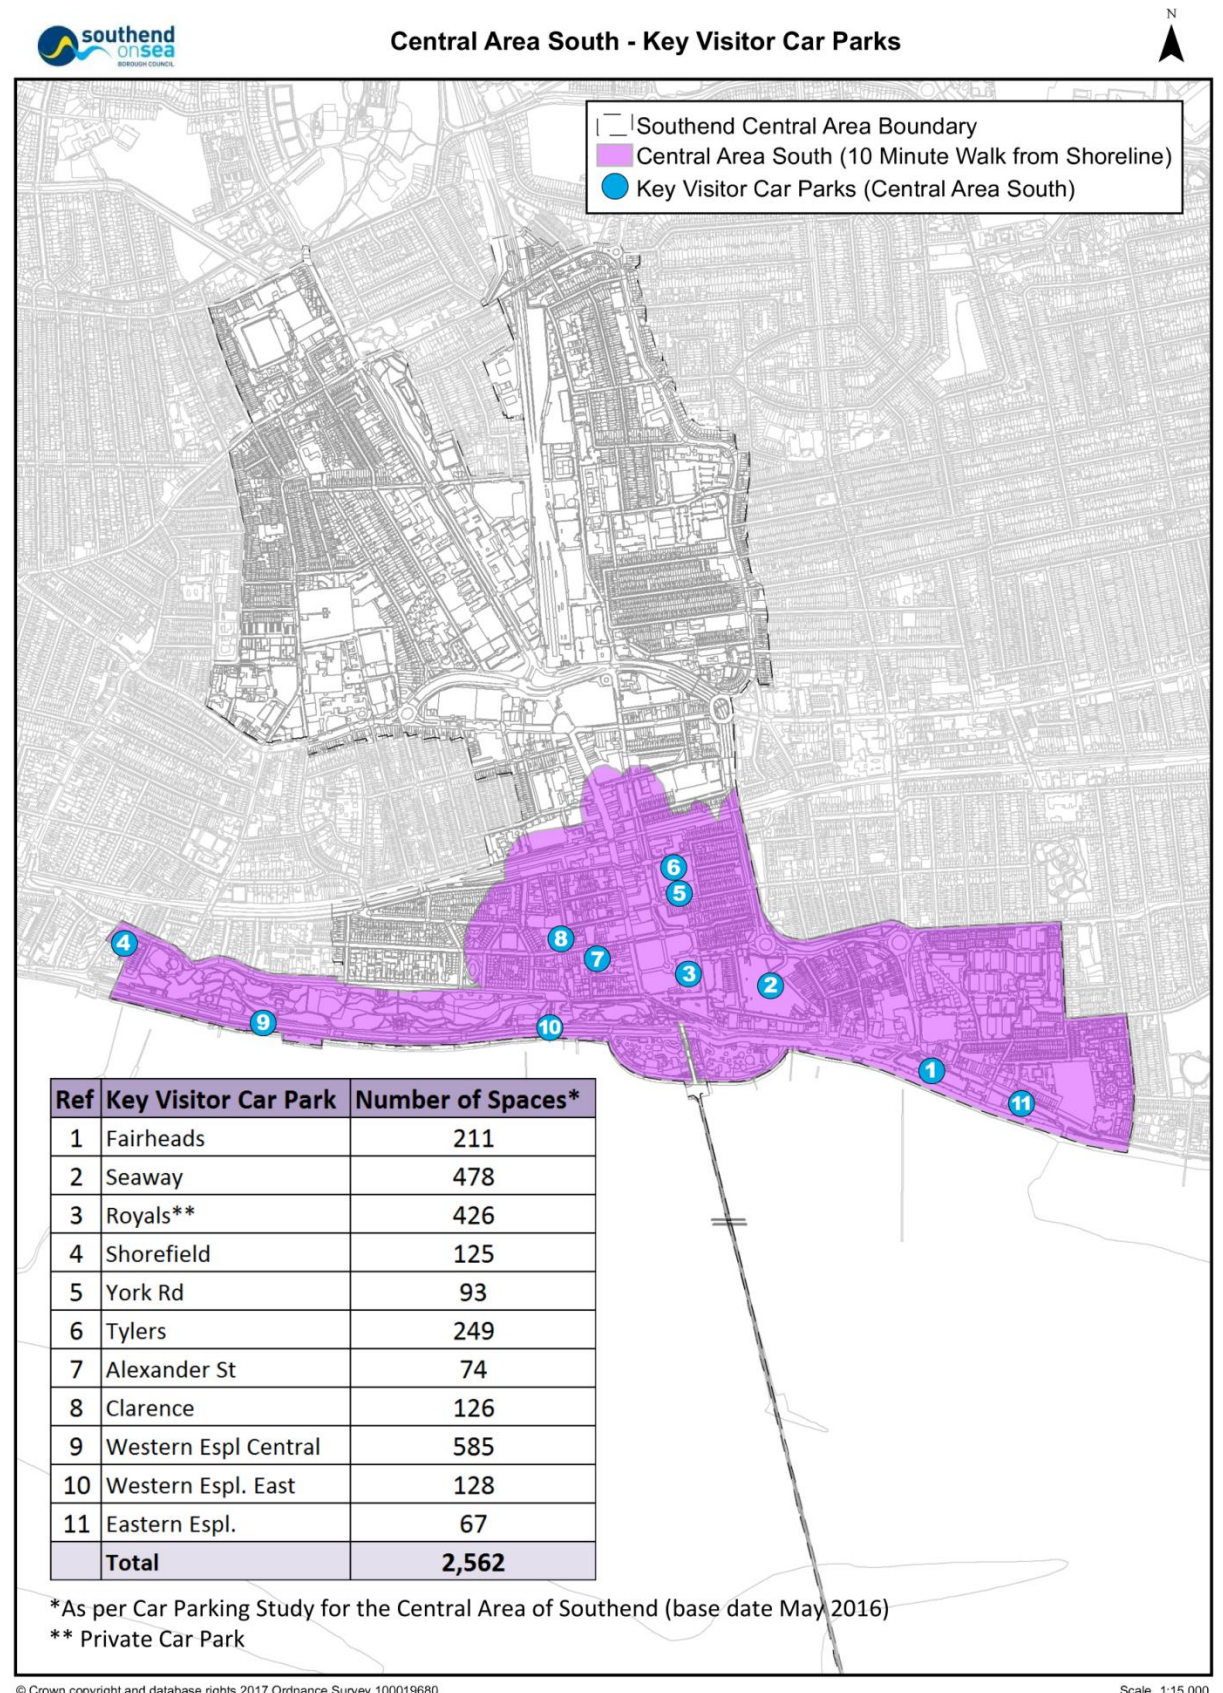 southend
on sea
BOROUGH COUNCIL
Central Area South - Key Visitor Car Parks
N
Southend Central Area Boundary
Central Area South (10 Minute Walk from Shoreline)
Key Visitor Car Parks (Central Area South)
6
5
8
4
7
3
2
9
10
1
11
Ref Key Visitor Car Park Number of Spaces*
1 Fairheads 211
2 Seaway 478
3 Royals** 426
4 Shorefield 125
5 York Rd 93
6 Tylers 249
7 Alexander St 74
8 Clarence 126
9 Western Espl Central 585
10 Western Espl. East 128
11 Eastern Espl. 67
Total 2,562
*As per Car Parking Study for the Central Area of Southend (base date May 2016)
** Private Car Park
© Crown copyright and database rights 2017 Ordnance Survey 100019680
Scale 1:15,000